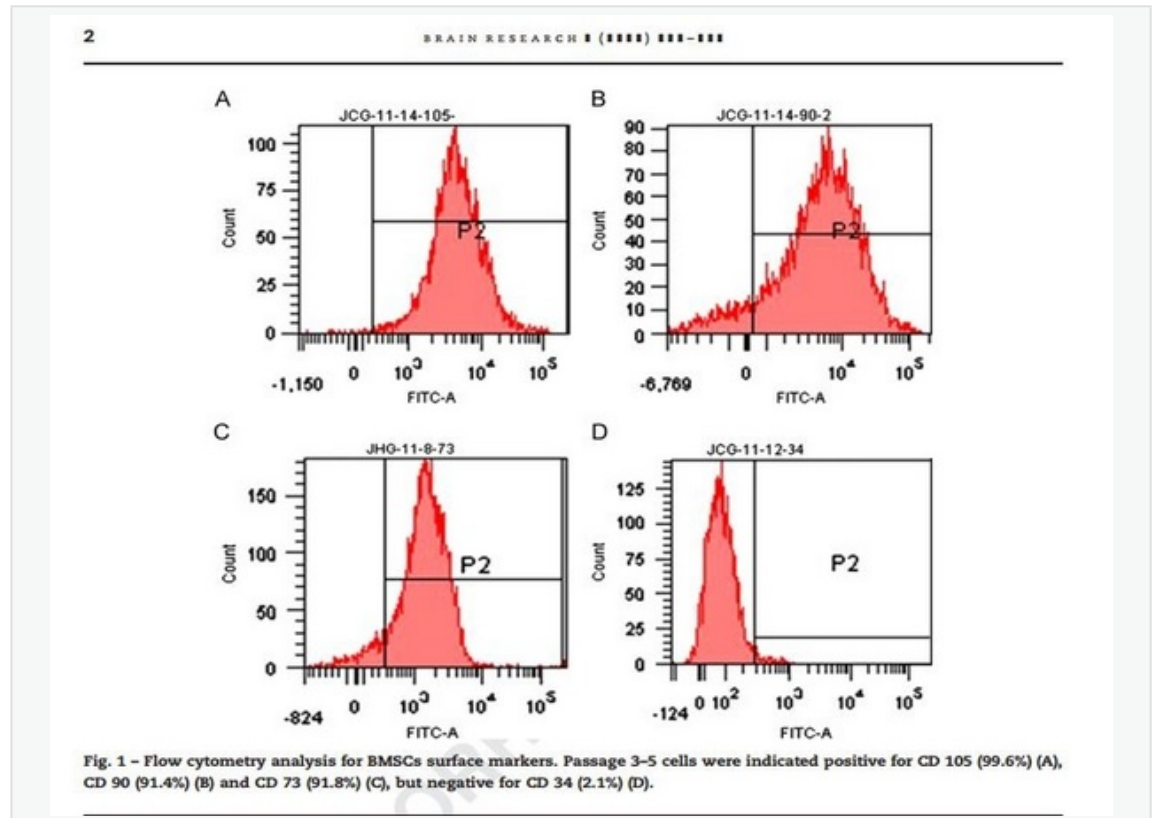 2
BRAIN RESEARCH ▮ (▮▮▮▮) ▮▮▮–▮▮▮
A
JCG-11-14-105-
100
75
50
25
0
Count
P2
-1,150 0 10³ 10⁴ 10⁵
FITC-A
B
JCG-11-14-90-2
90
80
70
60
50
40
30
20
10
0
Count
P2
-6,769 0 10⁴ 10⁵
FITC-A
C
JHG-11-8-73
150
100
50
0
Count
P2
-824 0 10³ 10⁴ 10⁵
FITC-A
D
JCG-11-12-34
125
100
75
50
25
0
Count
P2
-124 0 10² 10³ 10⁴ 10⁵
FITC-A
Fig. 1 – Flow cytometry analysis for BMSCs surface markers. Passage 3–5 cells were indicated positive for CD 105 (99.6%) (A),
CD 90 (91.4%) (B) and CD 73 (91.8%) (C), but negative for CD 34 (2.1%) (D).